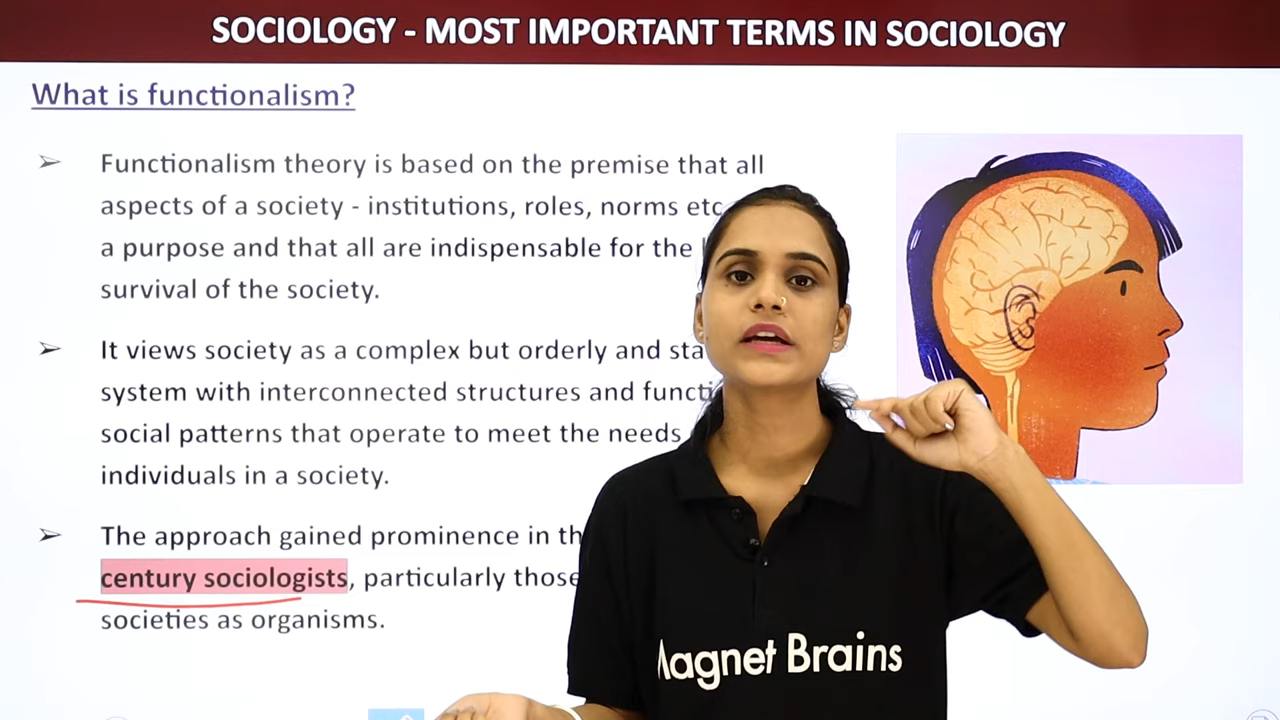 SOCIOLOGY - MOST IMPORTANT TERMS IN SOCIOLOGY
What is functionalism?
➢ Functionalism theory is based on the premise that all
aspects of a society - institutions, roles, norms etc
a purpose and that all are indispensable for the
survival of the society.
➢ It views society as a complex but orderly and
system with interconnected structures and
social patterns that operate to meet the needs
individuals in a society.
➢ The approach gained prominence in
century sociologists, particularly those
societies as organisms.
Magnet Brains